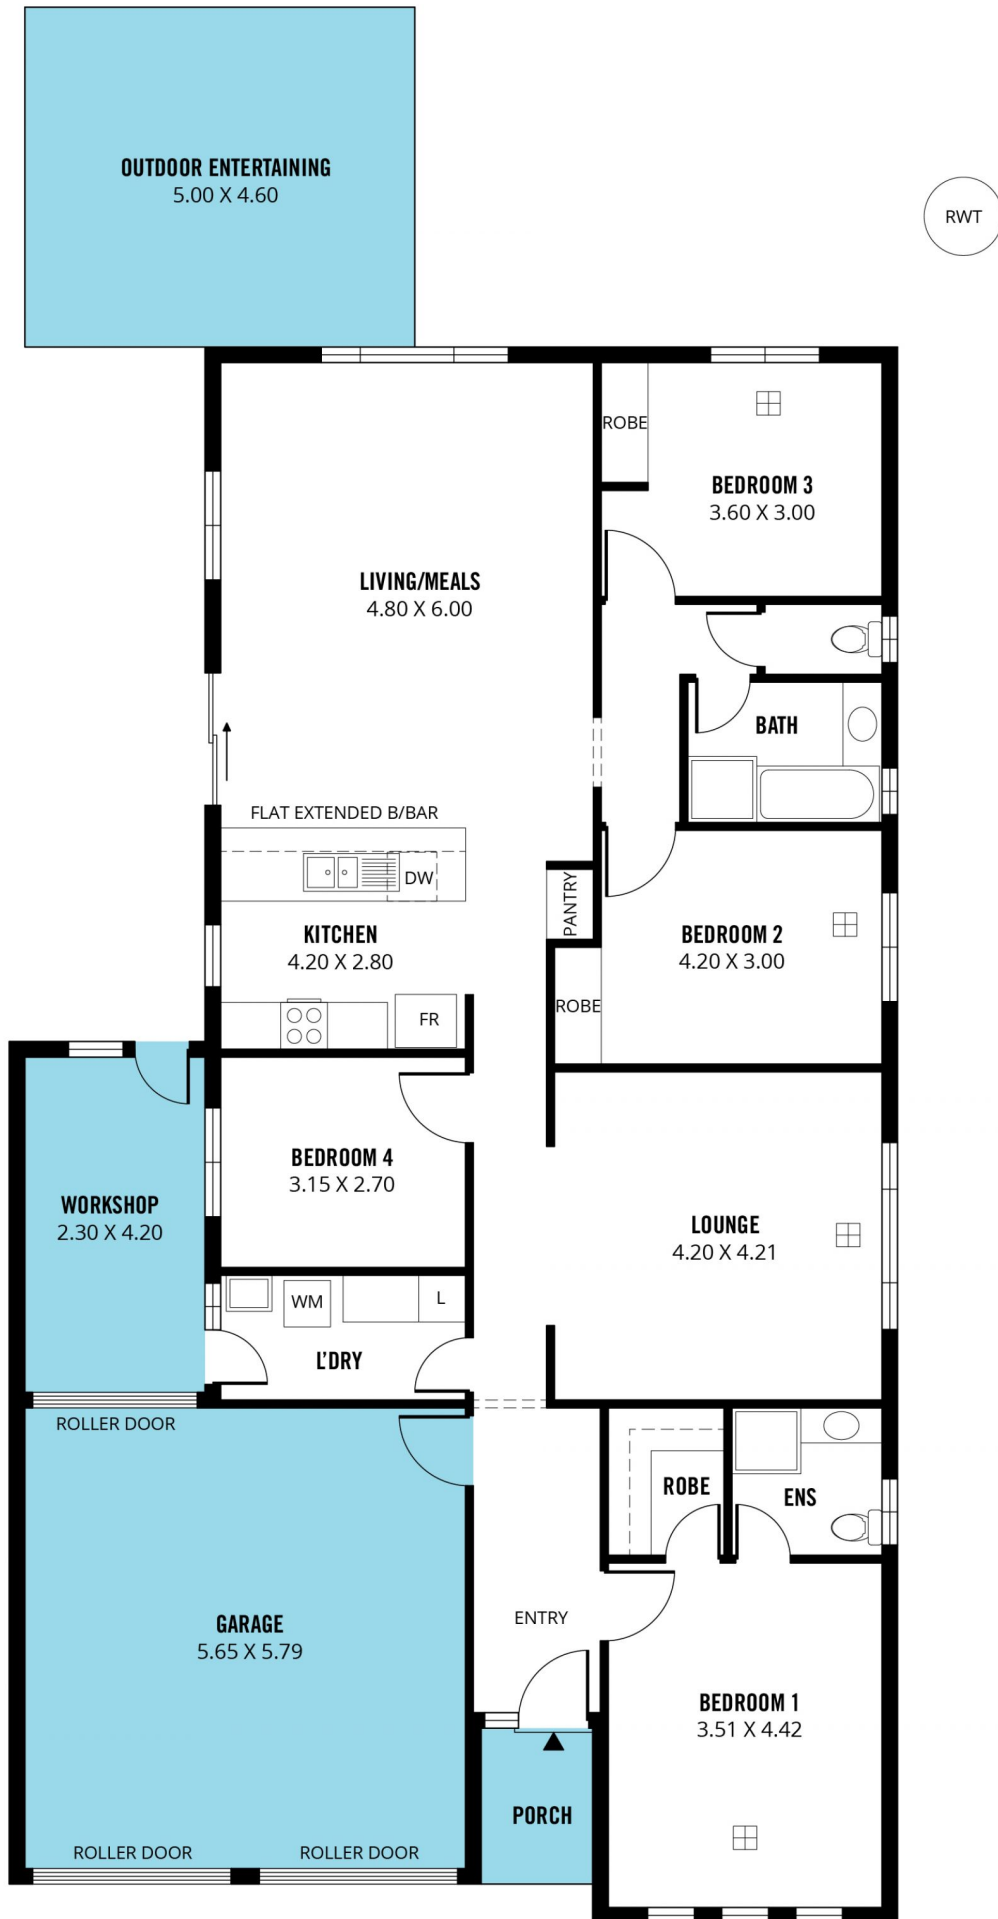 OUTDOOR ENTERTAINING
5.00 X 4.60
RWT
ROBE
BEDROOM 3
3.60 X 3.00
LIVING/MEALS
4.80 X 6.00
BATH
FLAT EXTENDED B/BAR
DW
PANTRY
KITCHEN
4.20 X 2.80
BEDROOM 2
4.20 X 3.00
ROBE
FR
BEDROOM 4
3.15 X 2.70
WORKSHOP
2.30 X 4.20
LOUNGE
4.20 X 4.21
WM
L
L'DRY
ROLLER DOOR
ROBE
ENS
GARAGE
5.65 X 5.79
ENTRY
BEDROOM 1
3.51 X 4.42
PORCH
ROLLER DOOR
ROLLER DOOR